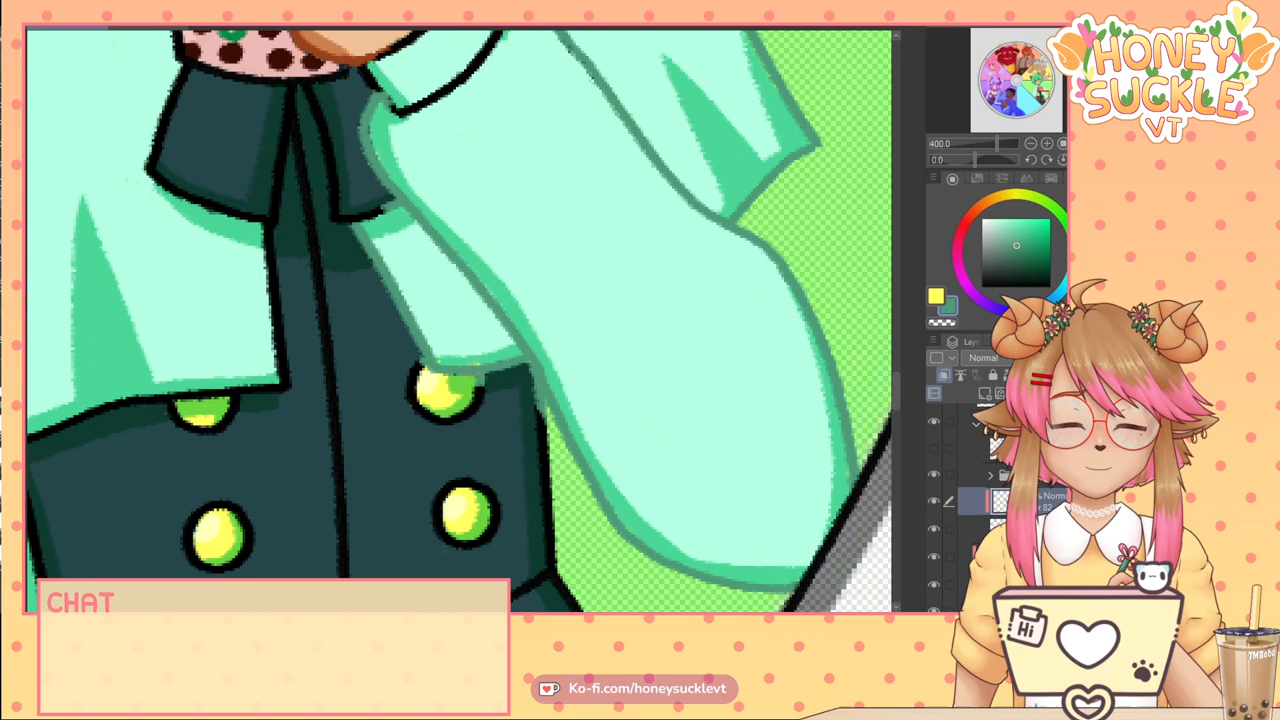 HONEY
SUCKLE
VT
400.0
0.0
Normal
CHAT
Hi
Ko-fi.com/honeysucklevt